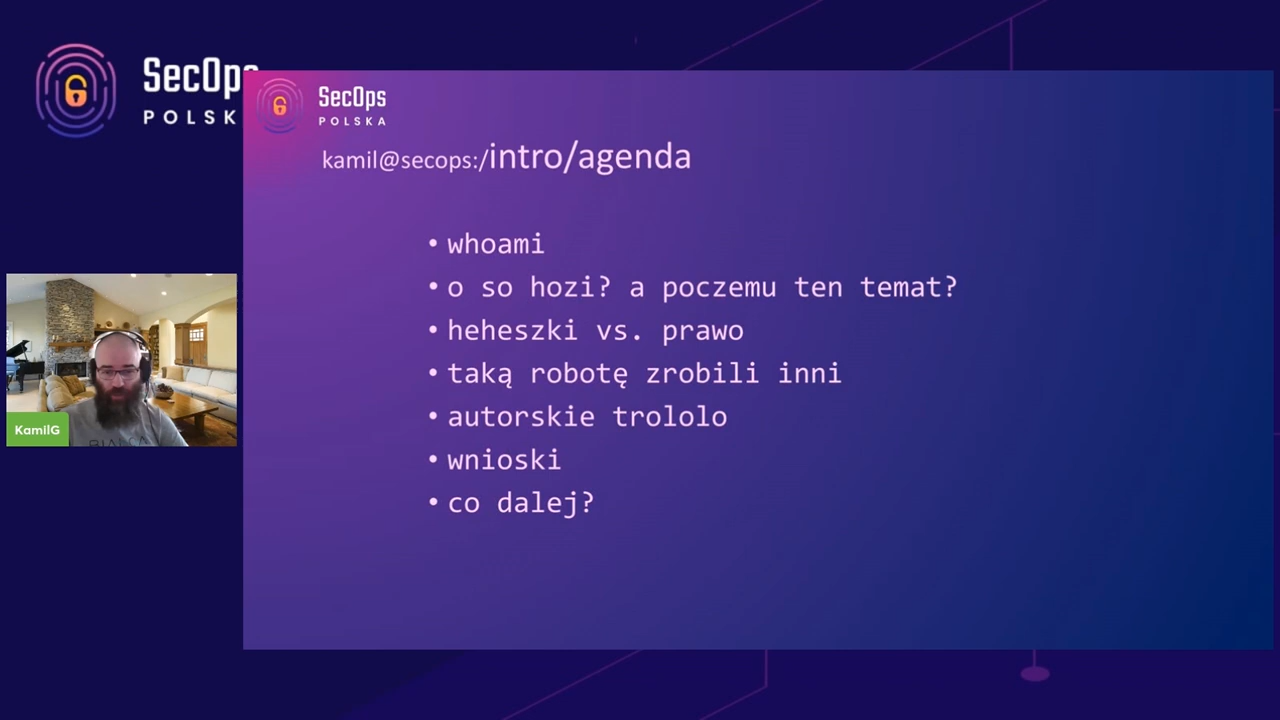 SecOps
POLSK
SecOps
POLSKA
kamil@secops:/intro/agenda
• whoami
• o so hozi? a poczemu ten temat?
• heheszki vs. prawo
• taką robotę zrobili inni
• autorskie trololo
• wnioski
• co dalej?
KamilG